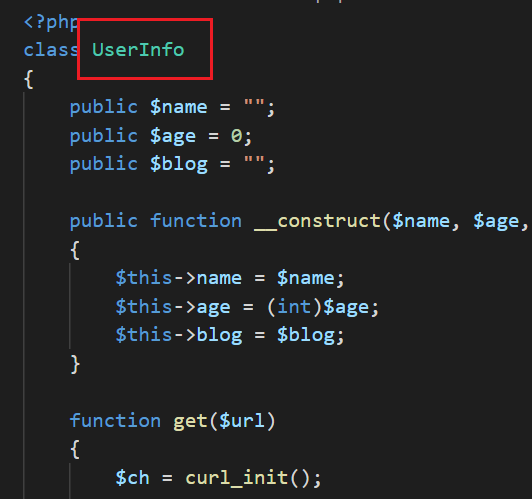 <?php
class UserInfo
{
    public $name = "";
    public $age = 0;
    public $blog = "";
    public function __construct($name, $age,
    {
        $this->name = $name;
        $this->age = (int)$age;
        $this->blog = $blog;
    }
    function get($url)
    {
        $ch = curl_init();